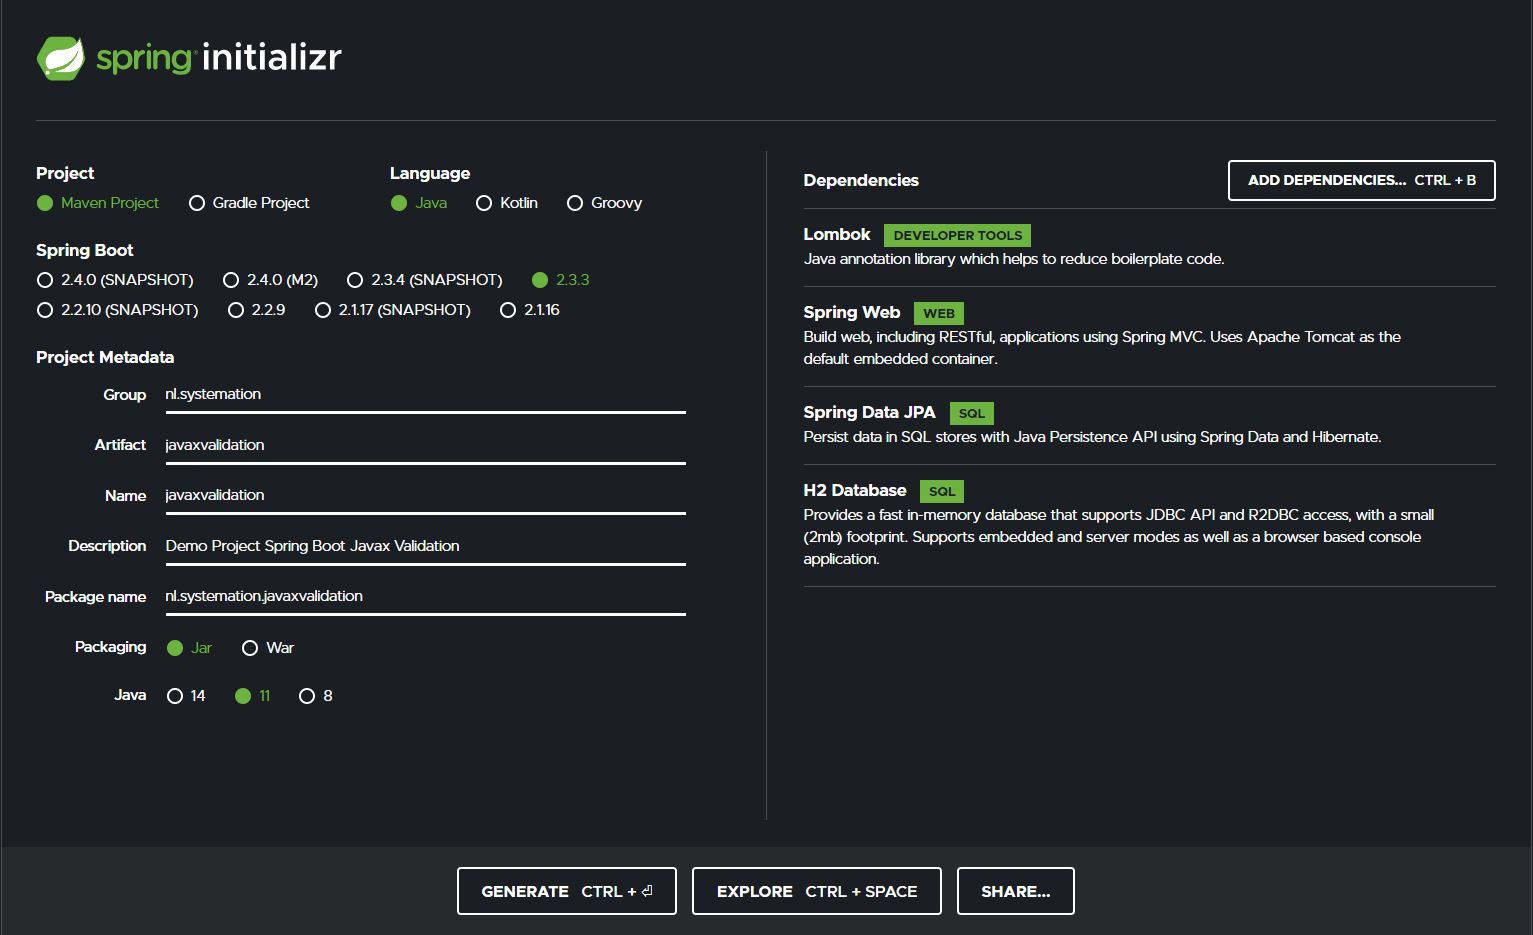 spring initializr
Project
Maven Project Gradle Project
Language
Java Kotlin Groovy
Spring Boot
2.4.0 (SNAPSHOT) 2.4.0 (M2) 2.3.4 (SNAPSHOT) 2.3.3
2.2.10 (SNAPSHOT) 2.2.9 2.1.17 (SNAPSHOT) 2.1.16
Project Metadata
Group nl.systemation
Artifact javaxvalidation
Name javaxvalidation
Description Demo Project Spring Boot Javax Validation
Package name nl.systemation.javaxvalidation
Packaging Jar War
Java 14 11 8
Dependencies
ADD DEPENDENCIES... CTRL + B
Lombok DEVELOPER TOOLS
Java annotation library which helps to reduce boilerplate code.
Spring Web WEB
Build web, including RESTful, applications using Spring MVC. Uses Apache Tomcat as the
default embedded container.
Spring Data JPA SQL
Persist data in SQL stores with Java Persistence API using Spring Data and Hibernate.
H2 Database SQL
Provides a fast in-memory database that supports JDBC API and R2DBC access, with a small
(2mb) footprint. Supports embedded and server modes as well as a browser based console
application.
GENERATE CTRL + ⏎
EXPLORE CTRL + SPACE
SHARE...